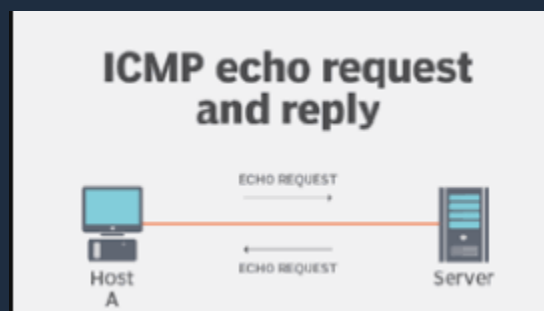 ICMP echo request
and reply
ECHO REQUEST
ECHO REQUEST
Host
A
Server